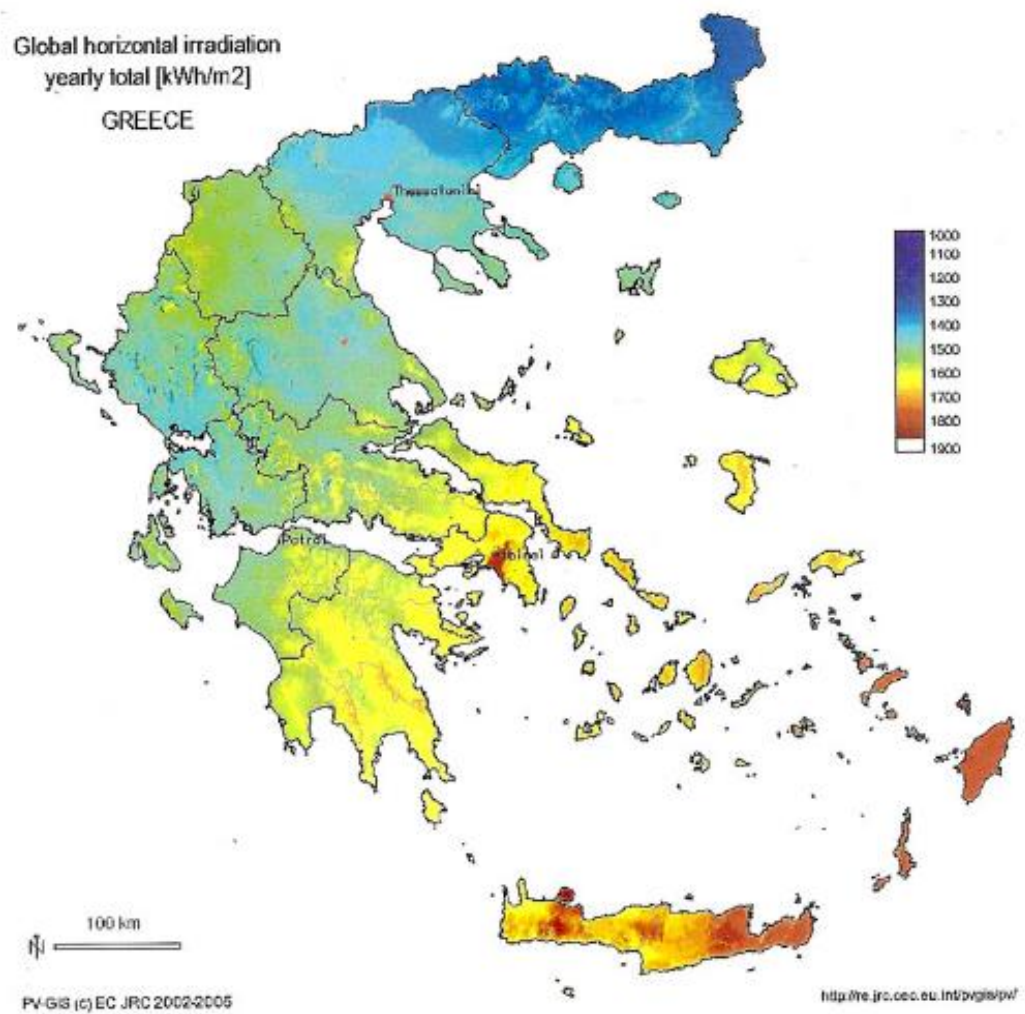 Global horizontal irradiation
yearly total [kWh/m2]
GREECE
Thessaloniki
1000
1100
1200
1300
1400
1500
1600
1700
1800
1900
Patrai
Athinai
100 km
N
PV-GIS (c) EC JRC 2002-2005
http://re.jrc.cec.eu.int/pvgis/pv/